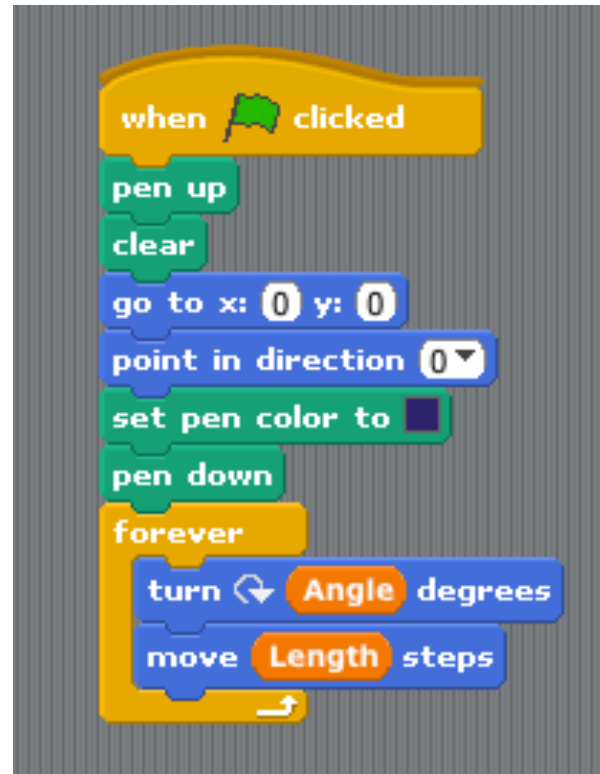 when clicked
pen up
clear
go to x: 0 y: 0
point in direction 0
set pen color to
pen down
forever
turn Angle degrees
move Length steps